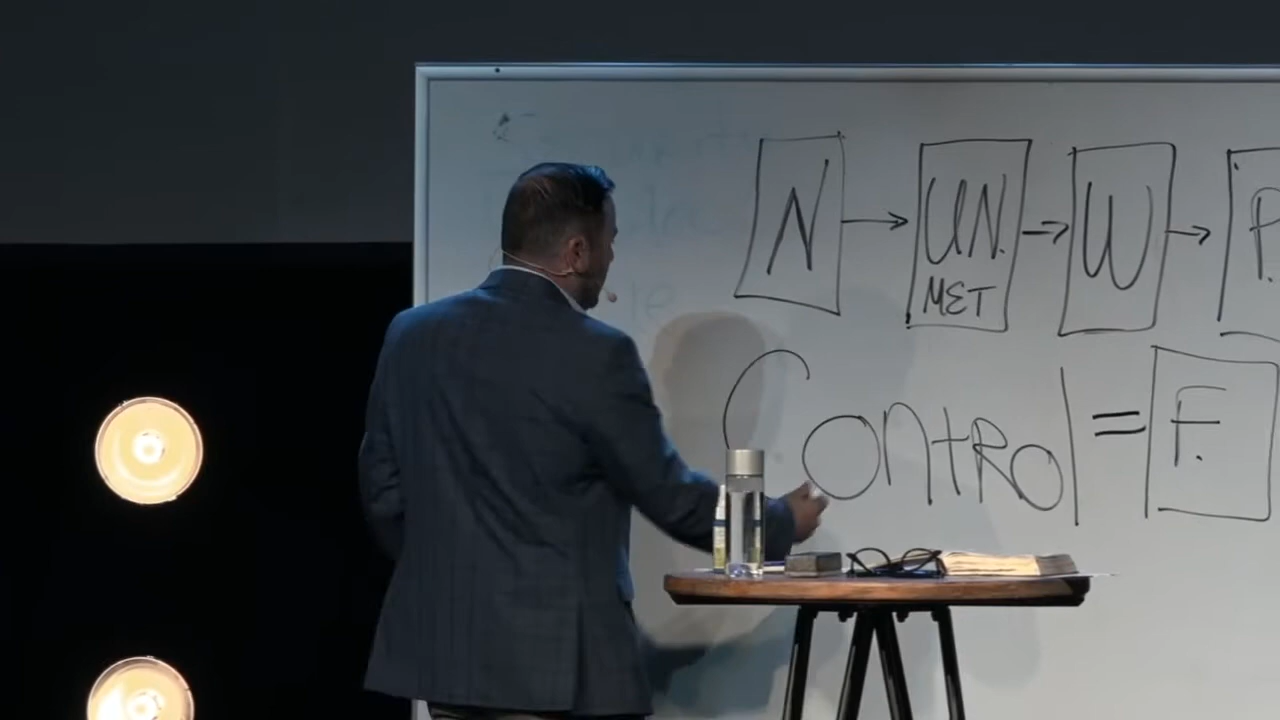 N → UN. → W → P.
MET
Control = F.